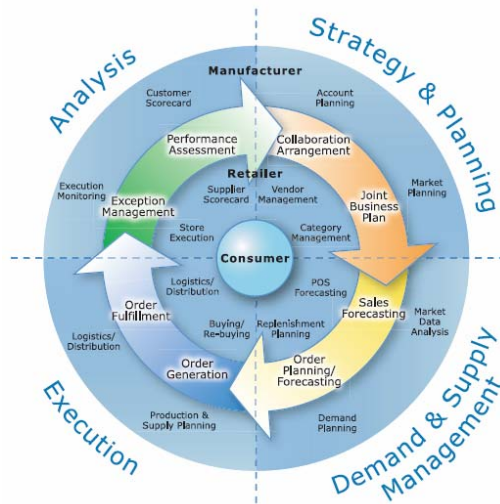 Analysis
Strategy & Planning
Manufacturer
Customer
Scorecard
Account
Planning
Performance
Assessment
Collaboration
Arrangement
Retailer
Supplier
Scorecard
Vendor
Management
Execution
Monitoring
Exception
Management
Joint
Business
Plan
Market
Planning
Store
Execution
Category
Management
Consumer
Logistics/
Distribution
POS
Forecasting
Order
Fulfillment
Sales
Forecasting
Market
Data
Analysis
Logistics/
Distribution
Buying/
Re-buying
Replenishment
Planning
Order
Generation
Order
Planning/
Forecasting
Production &
Supply Planning
Demand
Planning
Execution
Demand & Supply
Management